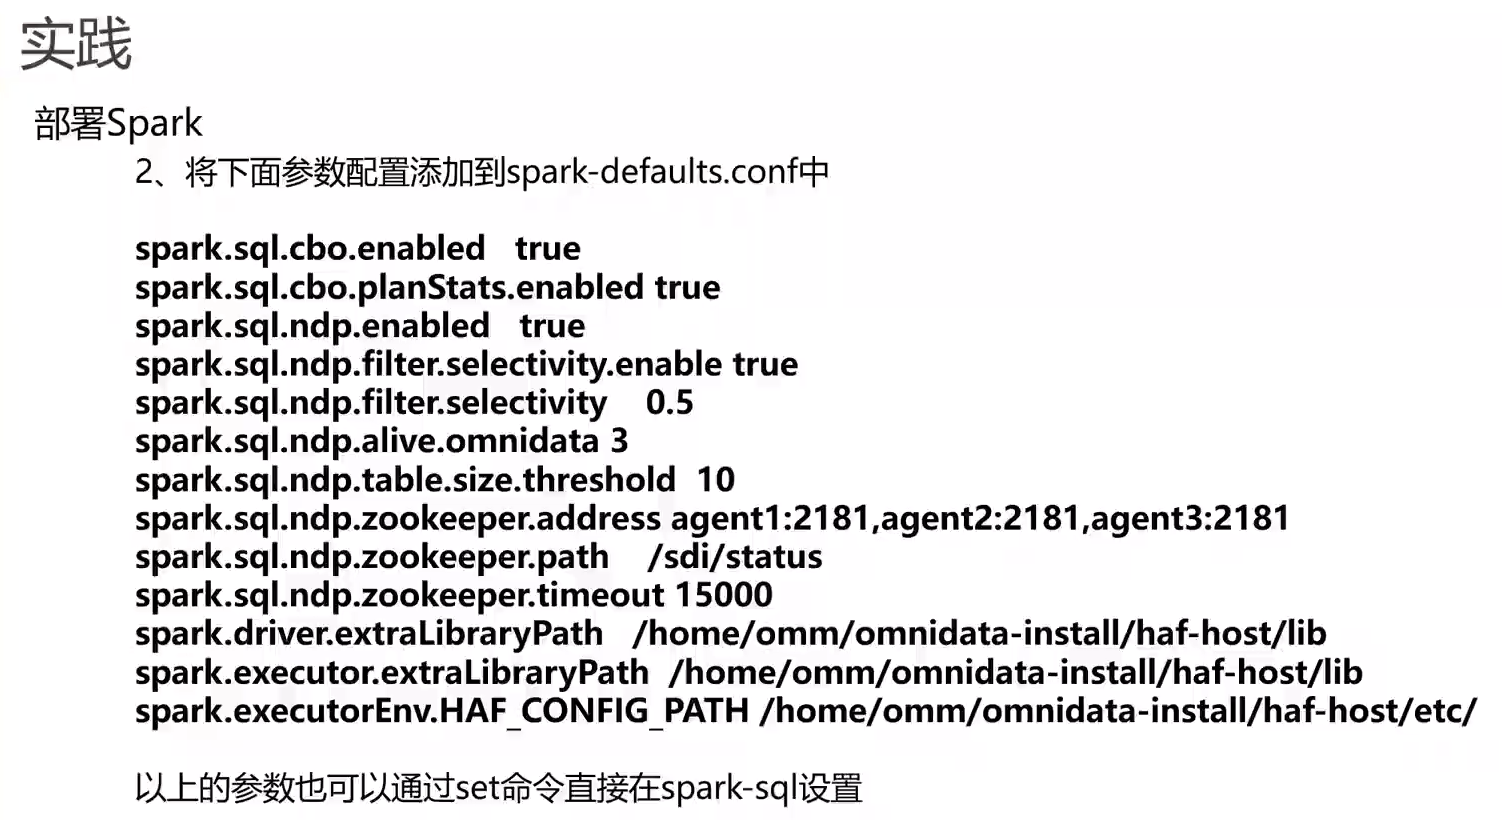 实践
部署Spark
2、将下面参数配置添加到spark-defaults.conf中
spark.sql.cbo.enabled   true
spark.sql.cbo.planStats.enabled true
spark.sql.ndp.enabled   true
spark.sql.ndp.filter.selectivity.enable true
spark.sql.ndp.filter.selectivity    0.5
spark.sql.ndp.alive.omnidata 3
spark.sql.ndp.table.size.threshold  10
spark.sql.ndp.zookeeper.address agent1:2181,agent2:2181,agent3:2181
spark.sql.ndp.zookeeper.path    /sdi/status
spark.sql.ndp.zookeeper.timeout 15000
spark.driver.extraLibraryPath   /home/omm/omnidata-install/haf-host/lib
spark.executor.extraLibraryPath  /home/omm/omnidata-install/haf-host/lib
spark.executorEnv.HAF_CONFIG_PATH /home/omm/omnidata-install/haf-host/etc/
以上的参数也可以通过set命令直接在spark-sql设置